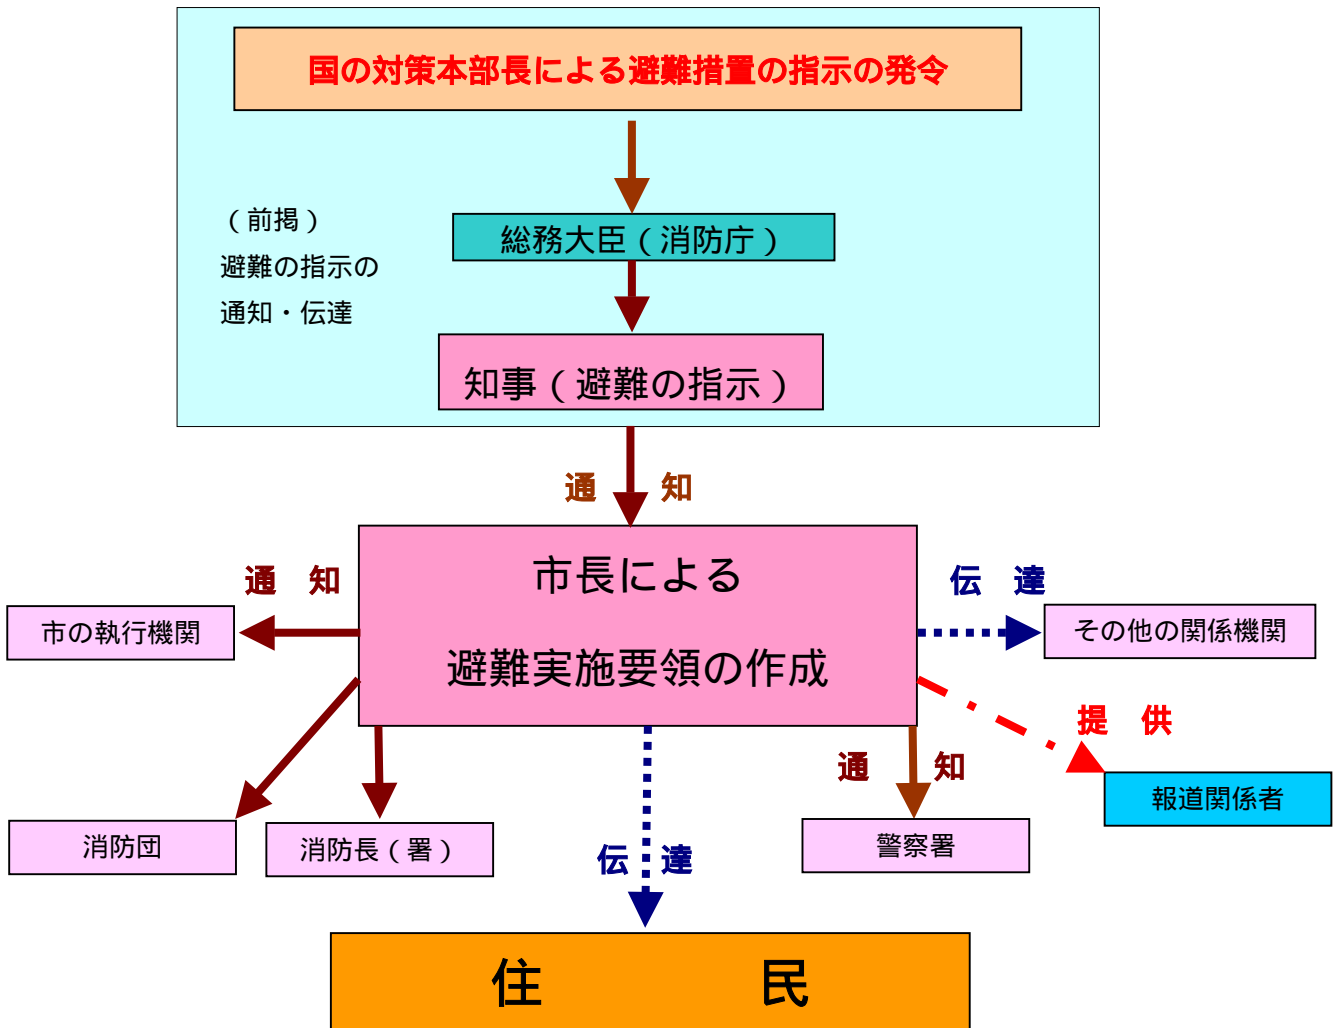 国の対策本部長による避難措置の指示の発令
（前掲）
避難の指示の
通知・伝達
総務大臣（消防庁）
知事（避難の指示）
通　知
市長による
避難実施要領の作成
通　知
伝　達
市の執行機関
その他の関係機関
提　供
通　知
報道関係者
消防団
消防長（署）
警察署
伝　達
住　民